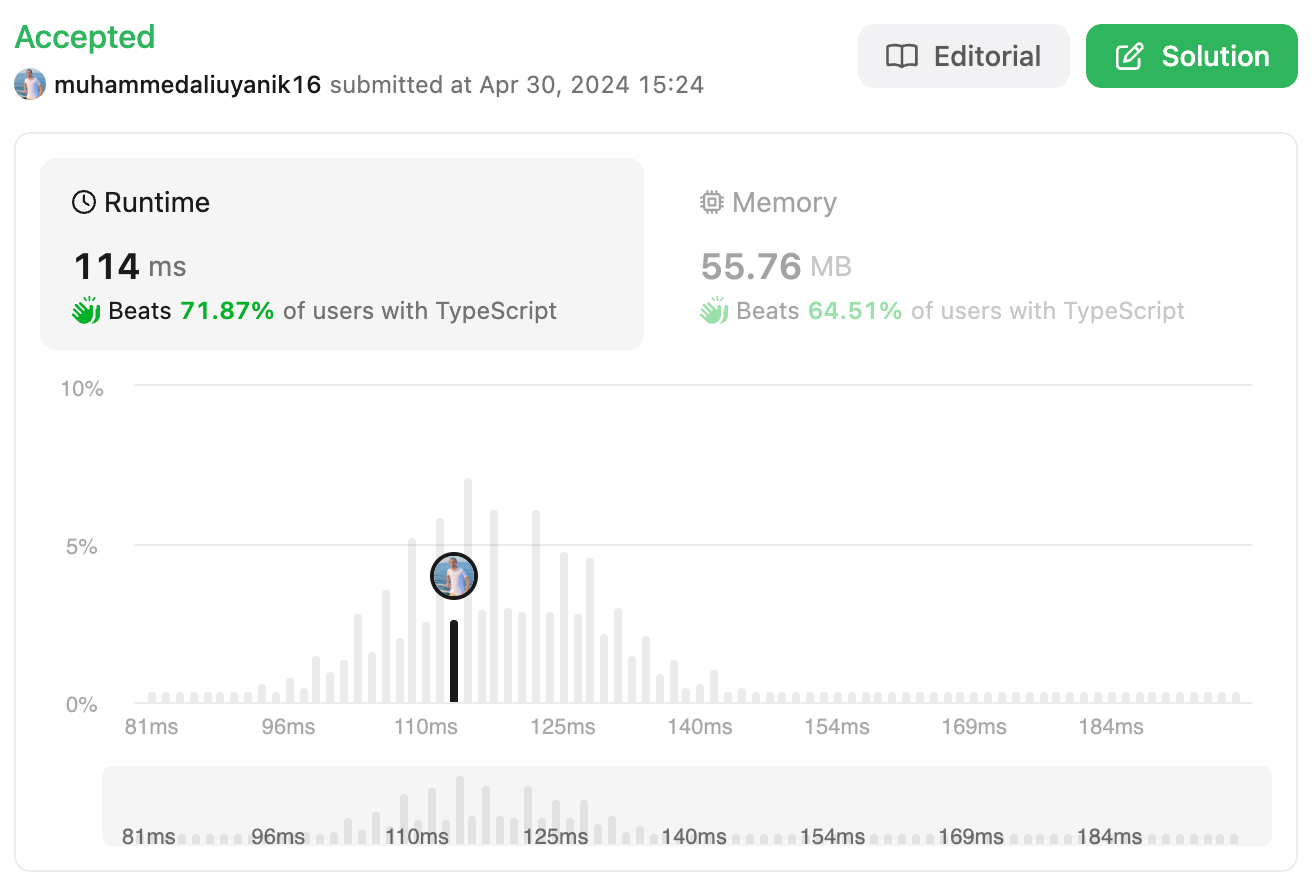 Accepted
muhammedaliuyanik16 submitted at Apr 30, 2024 15:24
Editorial
Solution
Runtime
114 ms
Beats 71.87% of users with TypeScript
Memory
55.76 MB
Beats 64.51% of users with TypeScript
10%
5%
0%
81ms 96ms 110ms 125ms 140ms 154ms 169ms 184ms
81ms 96ms 110ms 125ms 140ms 154ms 169ms 184ms